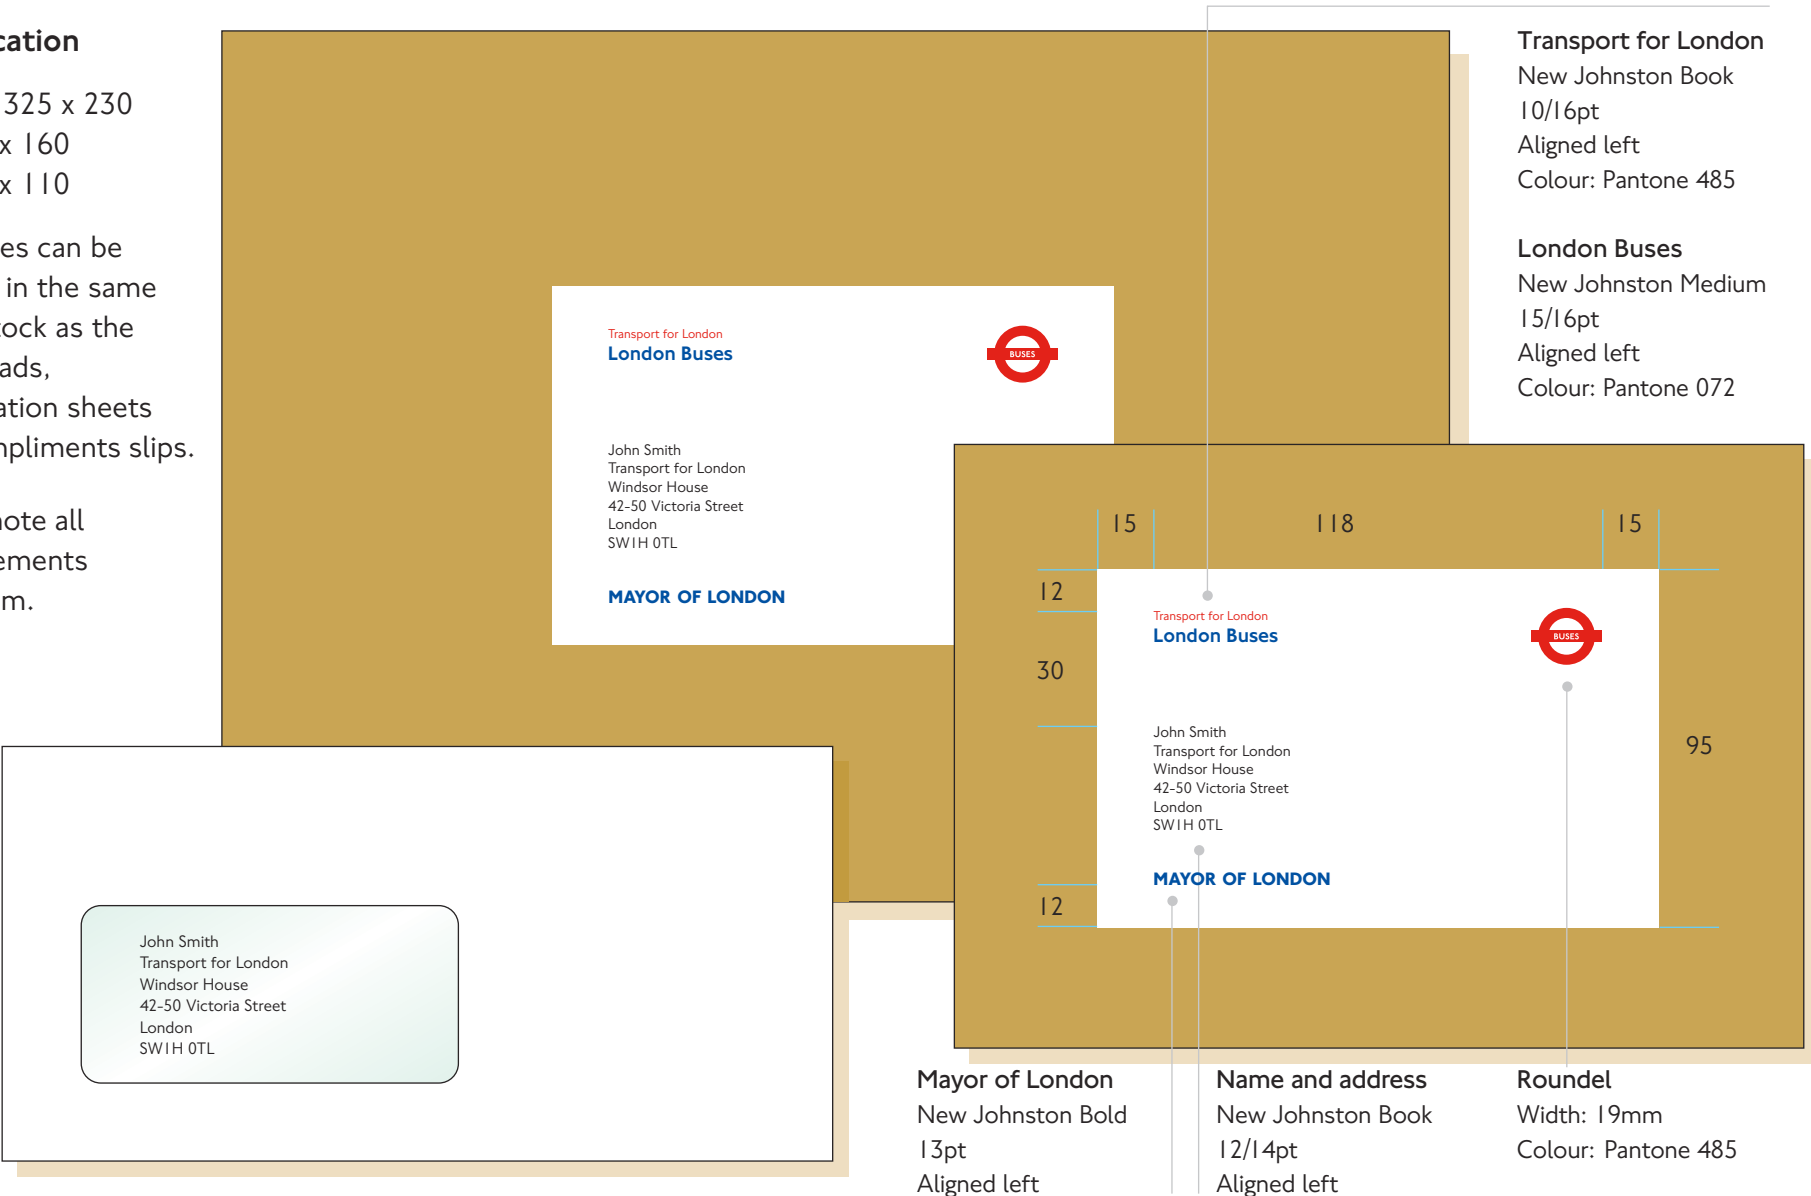 cation
325 x 230
x 160
x 110
es can be
in the same
tock as the
ads,
ation sheets
mpliments slips.
note all
ements
m.
Transport for London
London Buses
BUSES
John Smith
Transport for London
Windsor House
42-50 Victoria Street
London
SW1H 0TL
MAYOR OF LONDON
Transport for London
New Johnston Book
10/16pt
Aligned left
Colour: Pantone 485
London Buses
New Johnston Medium
15/16pt
Aligned left
Colour: Pantone 072
15
118
15
12
30
12
95
Transport for London
London Buses
BUSES
John Smith
Transport for London
Windsor House
42-50 Victoria Street
London
SW1H 0TL
MAYOR OF LONDON
John Smith
Transport for London
Windsor House
42-50 Victoria Street
London
SW1H 0TL
Mayor of London
New Johnston Bold
13pt
Aligned left
Name and address
New Johnston Book
12/14pt
Aligned left
Roundel
Width: 19mm
Colour: Pantone 485